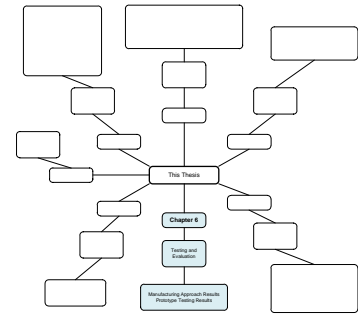 This Thesis
Chapter 6
Testing and
Evaluation
Manufacturing Approach Results
Prototype Testing Results